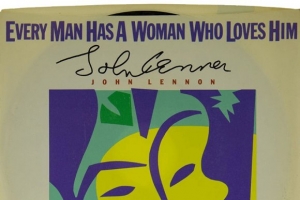 EVERY MAN HAS A WOMAN WHO LOVES HIM
John Lennon
JOHN LENNON